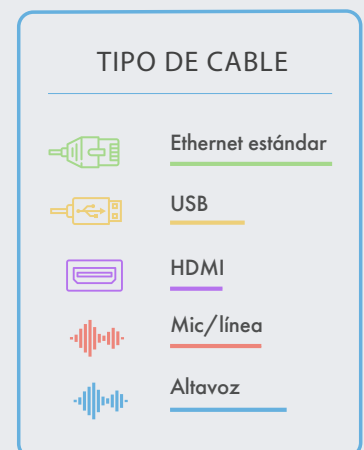 TIPO DE CABLE
Ethernet estándar
USB
HDMI
Mic/línea
Altavoz